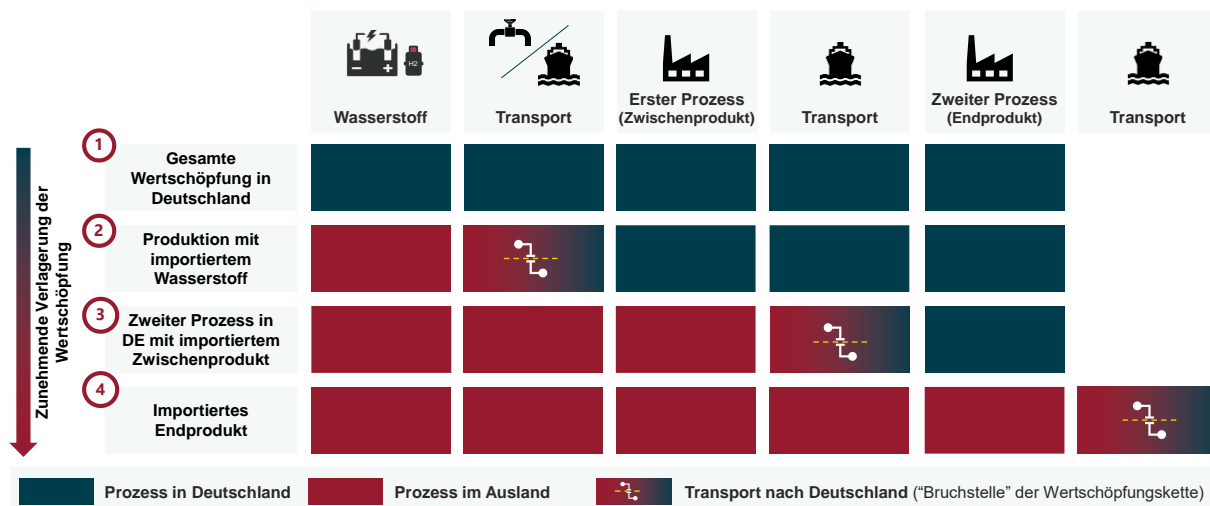 H2
Wasserstoff
Transport
Erster Prozess
(Zwischenprodukt)
Transport
Zweiter Prozess
(Endprodukt)
Transport
Zunehmende Verlagerung der
Wertschöpfung
1
Gesamte
Wertschöpfung in
Deutschland
2
Produktion mit
importiertem
Wasserstoff
3
Zweiter Prozess in
DE mit importiertem
Zwischenprodukt
4
Importiertes
Endprodukt
Prozess in Deutschland
Prozess im Ausland
Transport nach Deutschland (“Bruchstelle” der Wertschöpfungskette)